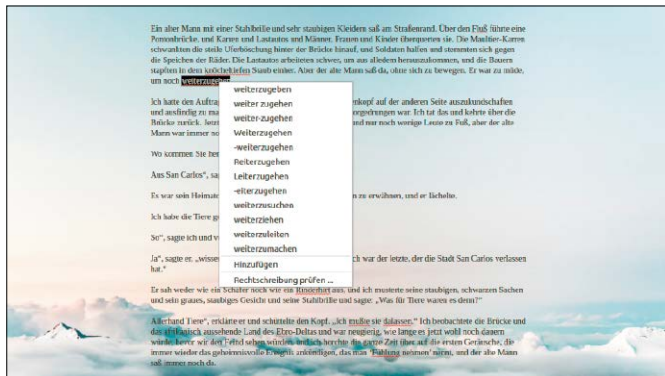 Ein alter Mann mit einer Stahlbrille und sehr staubigen Kleidern saß am Straßenrand. Über den Fluß führte eine
Pontonbrücke, und Karren und Lastautos und Männer, Frauen und Kinder überquerten sie. Die Maultier-Karren
schwankten die steile Uferböschung hinter der Brücke hinauf, und Soldaten halfen und stemmten sich gegen
die Speichen der Räder. Die Lastautos arbeiteten schwer, um aus alledem herauszukommen, und die Bauern
stapften in dem knöcheltiefen Staub einher. Aber der alte Mann saß da, ohne sich zu bewegen. Er war zu müde,
um noch weiterzugehen
weiterzugeben
weiter zugehen
weiter-zugehen
Weiterzugehen
-weiterzugehen
Reiterzugehen
Leiterzugehen
-eiterzugehen
weiterzusuchen
weiterziehen
weiterzuleiten
weiterzumachen
Hinzufügen
Rechtschreibung prüfen ...
Ich hatte den Auftrag enkopf auf der anderen Seite auszukundschaften
und ausfindig zu ma orgedrungen war. Ich tat das und kehrte über die
Brücke zurück. Jetzt und nur noch wenige Leute zu Fuß, aber der alte
Mann war immer no
Wo kommen Sie her
Aus San Carlos“, sa
Es war sein Heimato n zu erwähnen, und er lächelte.
Ich habe die Tiere ge
So“, sagte ich und v
Ja“, sagte er, „wissen ch war der letzte, der die Stadt San Carlos verlassen
hat.“
Er sah weder wie ein Schäfer noch wie ein Rinderhirt aus, und ich musterte seine staubigen, schwarzen Sachen
und sein graues, staubiges Gesicht und seine Stahlbrille und sagte: „Was für Tiere waren es denn?“
Allerhand Tiere“, erklärte er und schüttelte den Kopf. „Ich mußte sie dalassen.“ Ich beobachtete die Brücke und
das afrikanisch aussehende Land des Ebro-Deltas und war neugierig, wie lange es jetzt wohl noch dauern
würde, bevor wir den Feind sehen würden, und ich horchte die ganze Zeit über auf die ersten Geräusche, die
immer wieder das geheimnisvolle Ereignis ankündigen, das man 'Fühlung nehmen' nennt, und der alte Mann
saß immer noch da.